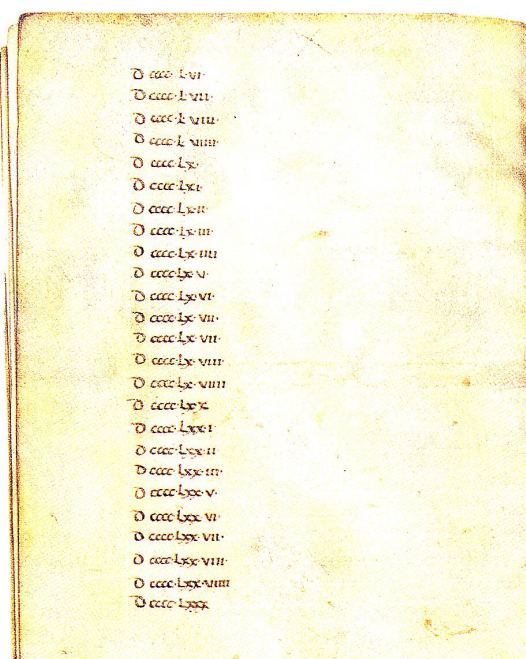 D cccc L vi·
D cccc·L vii·
D cccc·L viii·
D cccc·L viiii·
D cccc Lx·
D cccc Lxi·
D cccc·Lx·ii·
D cccc·Lx·iii·
D cccc·Lx·iiii
D cccc·Lx v·
D cccc·Lx·vi·
D cccc·Lx·vii·
D cccc·Lx·vii·
D cccc·Lx·viii·
D cccc·Lx·viiii
D cccc·Lxx
D cccc·Lxx·i
D cccc·Lxx·ii
D cccc·Lxx·iii·
D cccc·Lxx·v·
D cccc·Lxx·vi·
D cccc·Lxx·vii·
D cccc·Lxx·viii·
D cccc·Lxx·viiii
D cccc·Lxxx